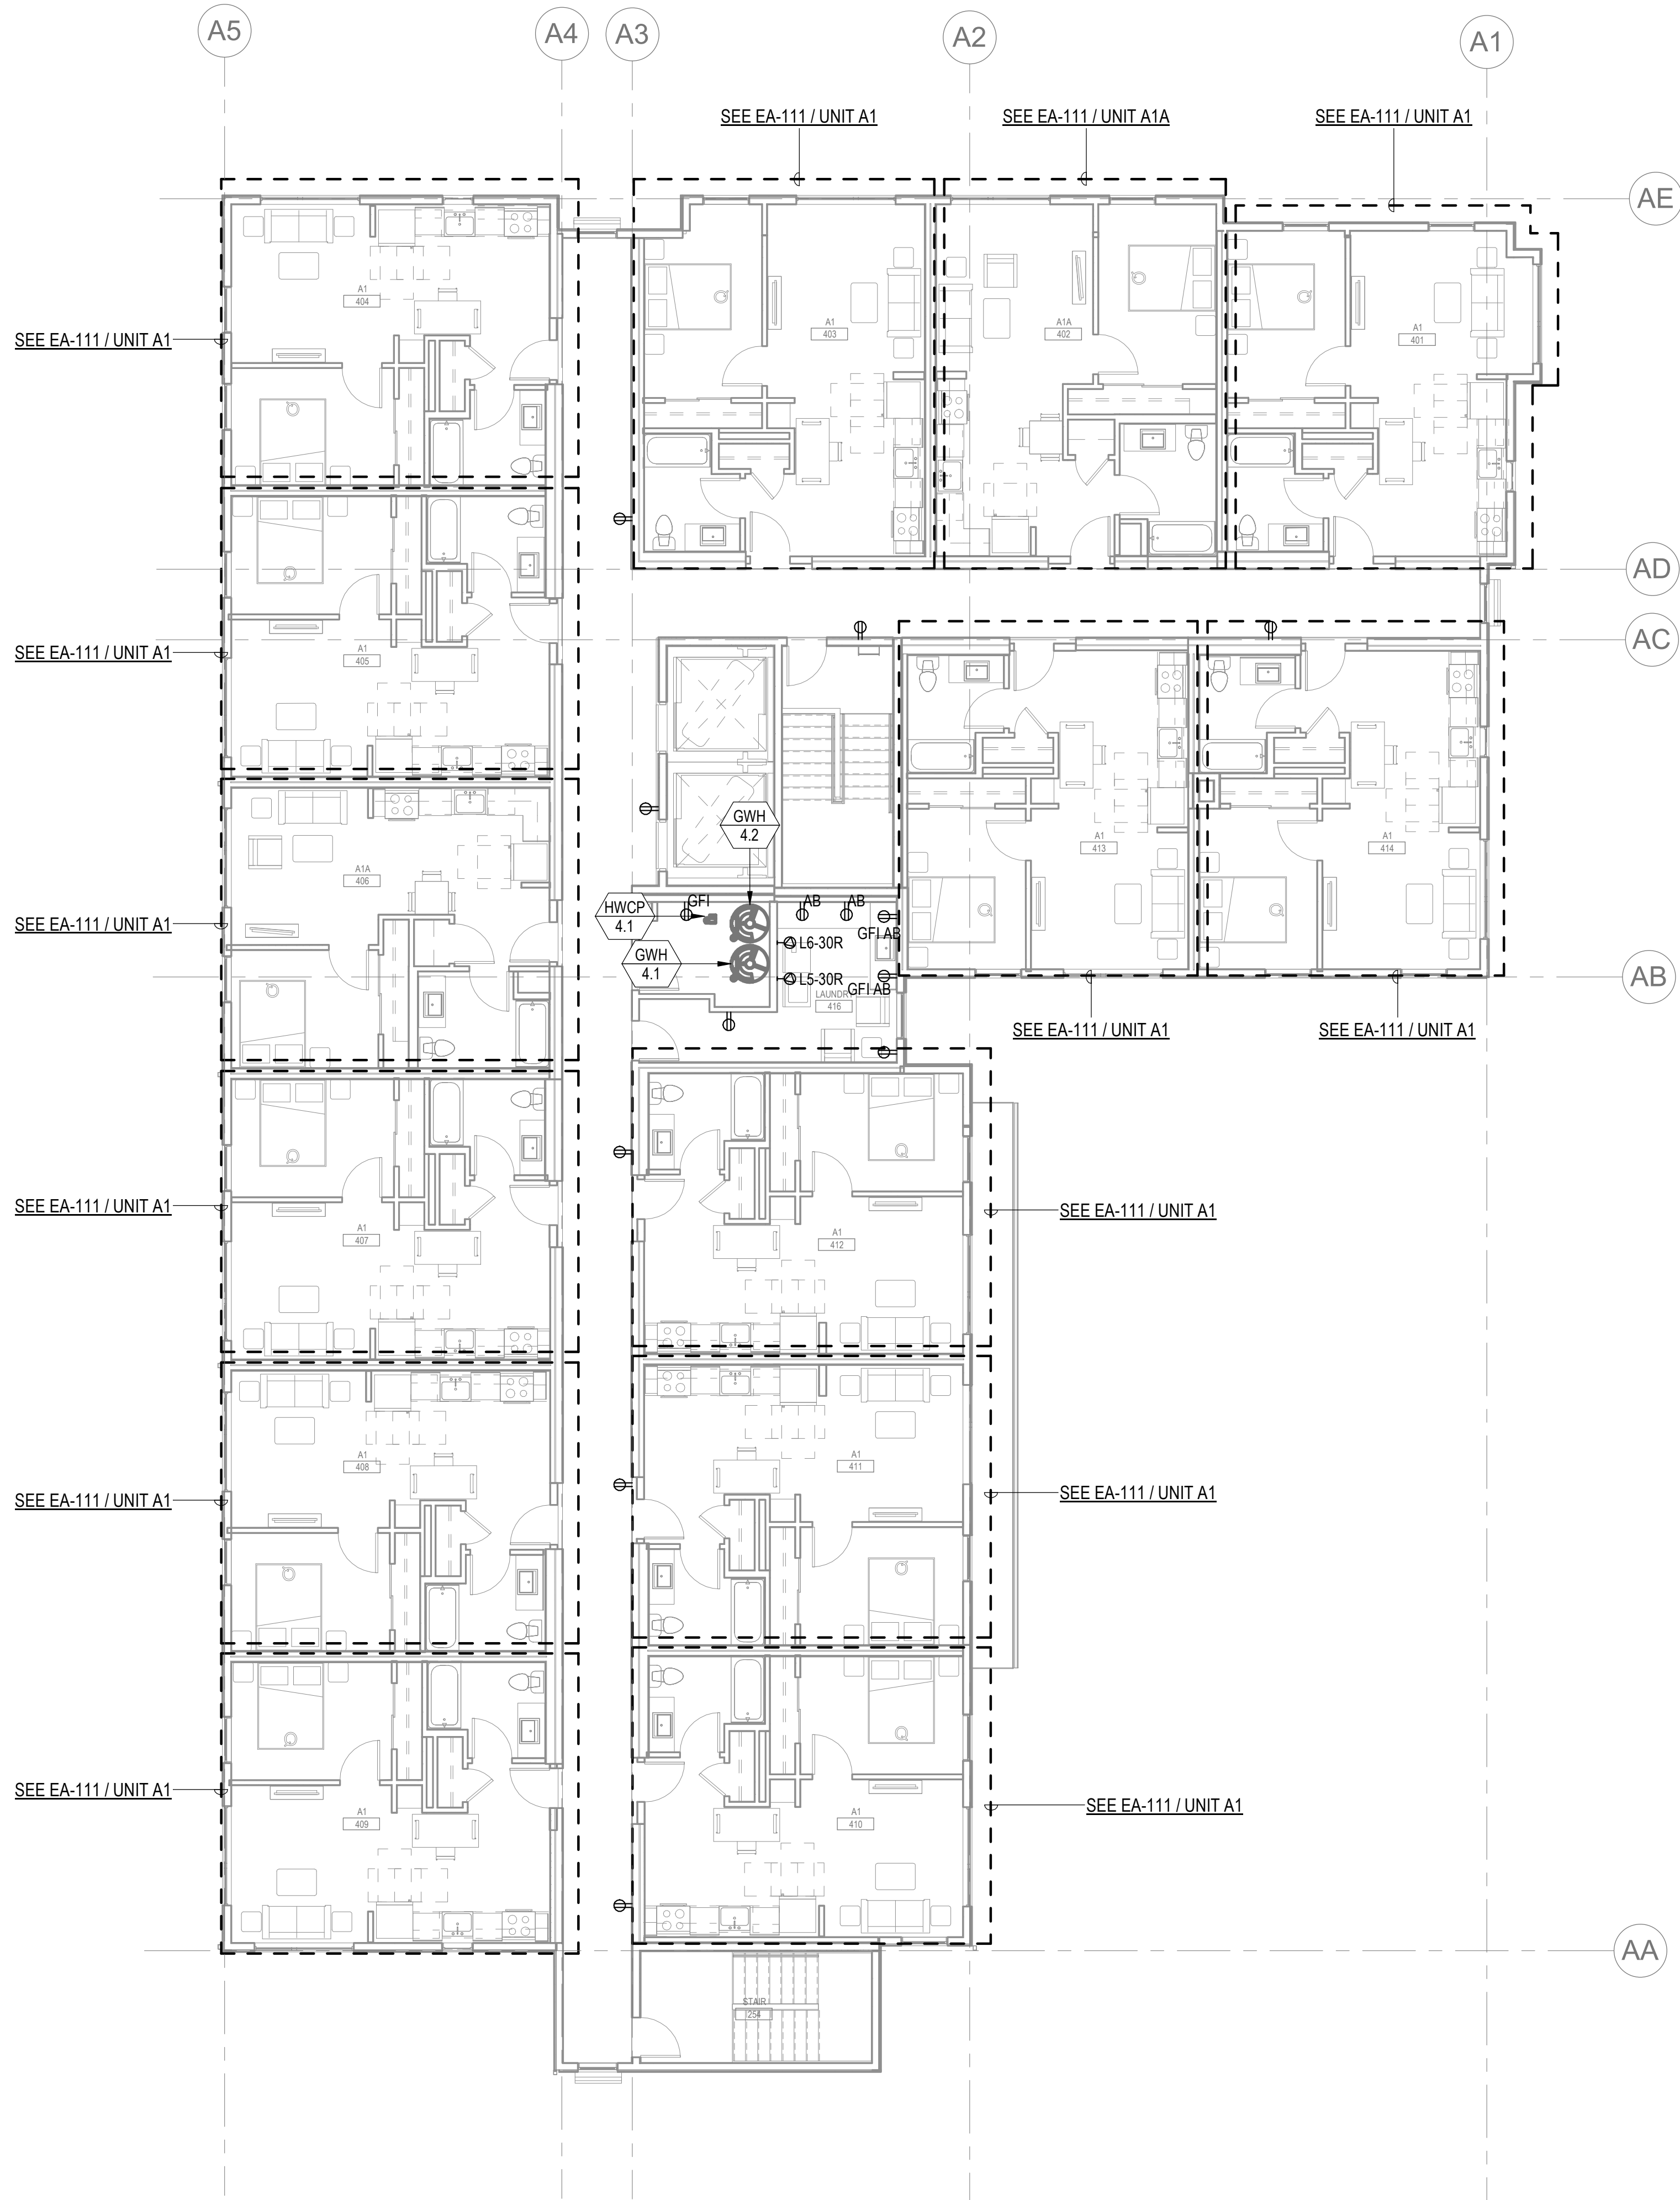 A5
A4
A3
A2
A1
SEE EA-111 / UNIT A1
SEE EA-111 / UNIT A1A
SEE EA-111 / UNIT A1
AE
A1
404
A1
403
A1A
402
A1
401
SEE EA-111 / UNIT A1
AD
AC
SEE EA-111 / UNIT A1
A1
405
GWH
4.2
A1
413
A1
414
A1A
406
SEE EA-111 / UNIT A1
HWCP
4.1
GFI
AB
AB
GFI AB
L6-30R
GWH
4.1
L5-30R
GFI AB
LAUNDRY
416
AB
SEE EA-111 / UNIT A1
SEE EA-111 / UNIT A1
SEE EA-111 / UNIT A1
A1
407
A1
412
SEE EA-111 / UNIT A1
A1
408
A1
411
SEE EA-111 / UNIT A1
SEE EA-111 / UNIT A1
A1
409
A1
410
SEE EA-111 / UNIT A1
SEE EA-111 / UNIT A1
AA
STAIR
254